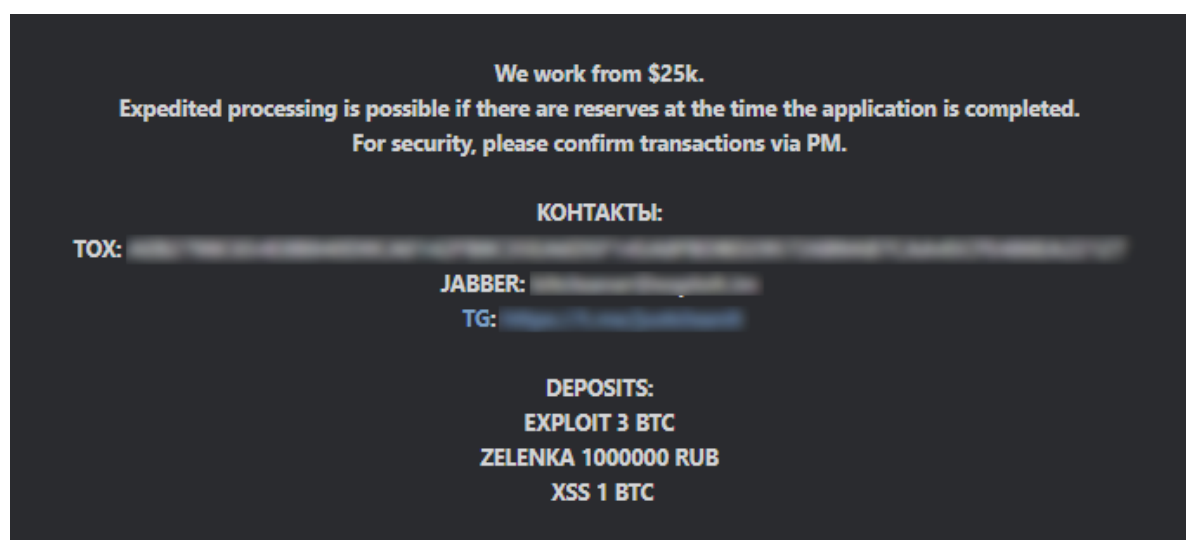 We work from $25k.
Expedited processing is possible if there are reserves at the time the application is completed.
For security, please confirm transactions via PM.
КОНТАКТЫ:
TOX:
JABBER:
TG:
DEPOSITS:
EXPLOIT 3 BTC
ZELENKA 1000000 RUB
XSS 1 BTC